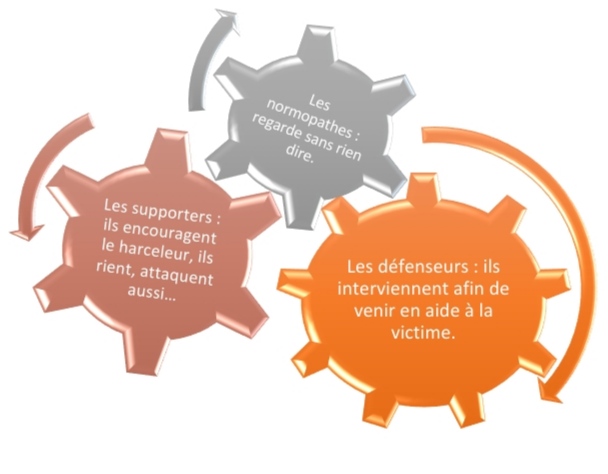 Les
normopathes :
regarde sans rien
dire.
Les supporters :
ils encouragent
le harceleur, ils
rient, attaquent
aussi…
Les défenseurs : ils
interviennent afin de
venir en aide à la
victime.